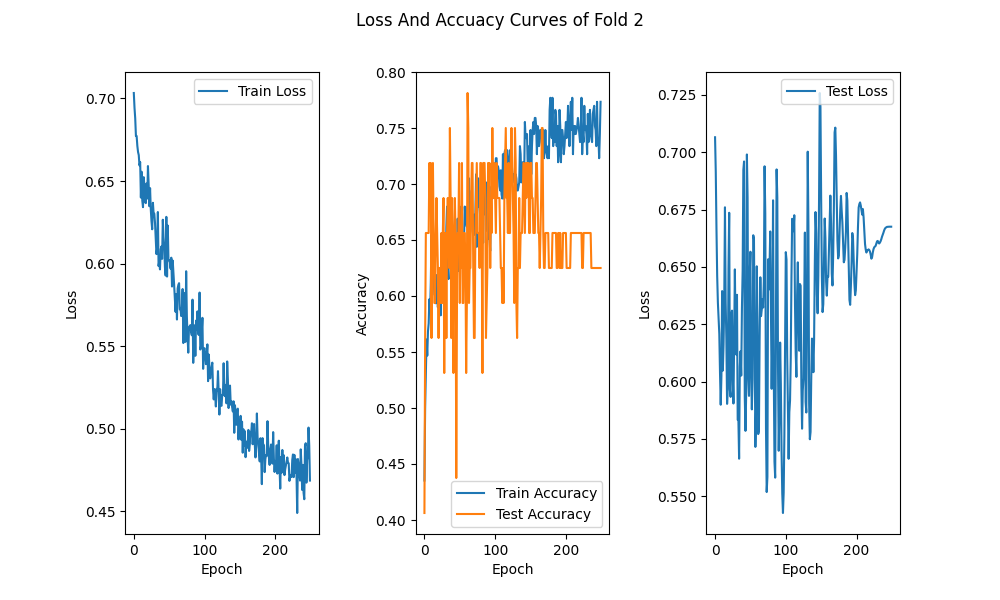 Loss And Accuacy Curves of Fold 2
Loss
0.70
0.65
0.60
0.55
0.50
0.45
Train Loss
0 100 200
Epoch
Accuracy
0.80
0.75
0.70
0.65
0.60
0.55
0.50
0.45
0.40
Train Accuracy
Test Accuracy
0 100 200
Epoch
Loss
0.725
0.700
0.675
0.650
0.625
0.600
0.575
0.550
Test Loss
0 100 200
Epoch